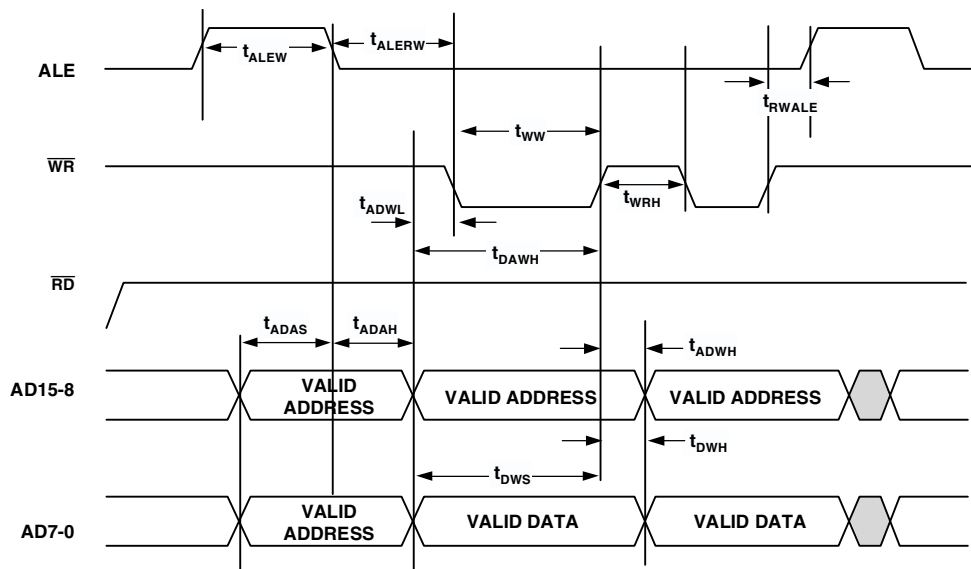 tALEW
tALERW
ALE
tRWALE
tWW
WR
tADWL
tWRH
tDAWH
RD
tADAS
tADAH
tADWH
AD15-8
VALID
ADDRESS
VALID ADDRESS
VALID ADDRESS
tDWH
tDWS
AD7-0
VALID
ADDRESS
VALID DATA
VALID DATA